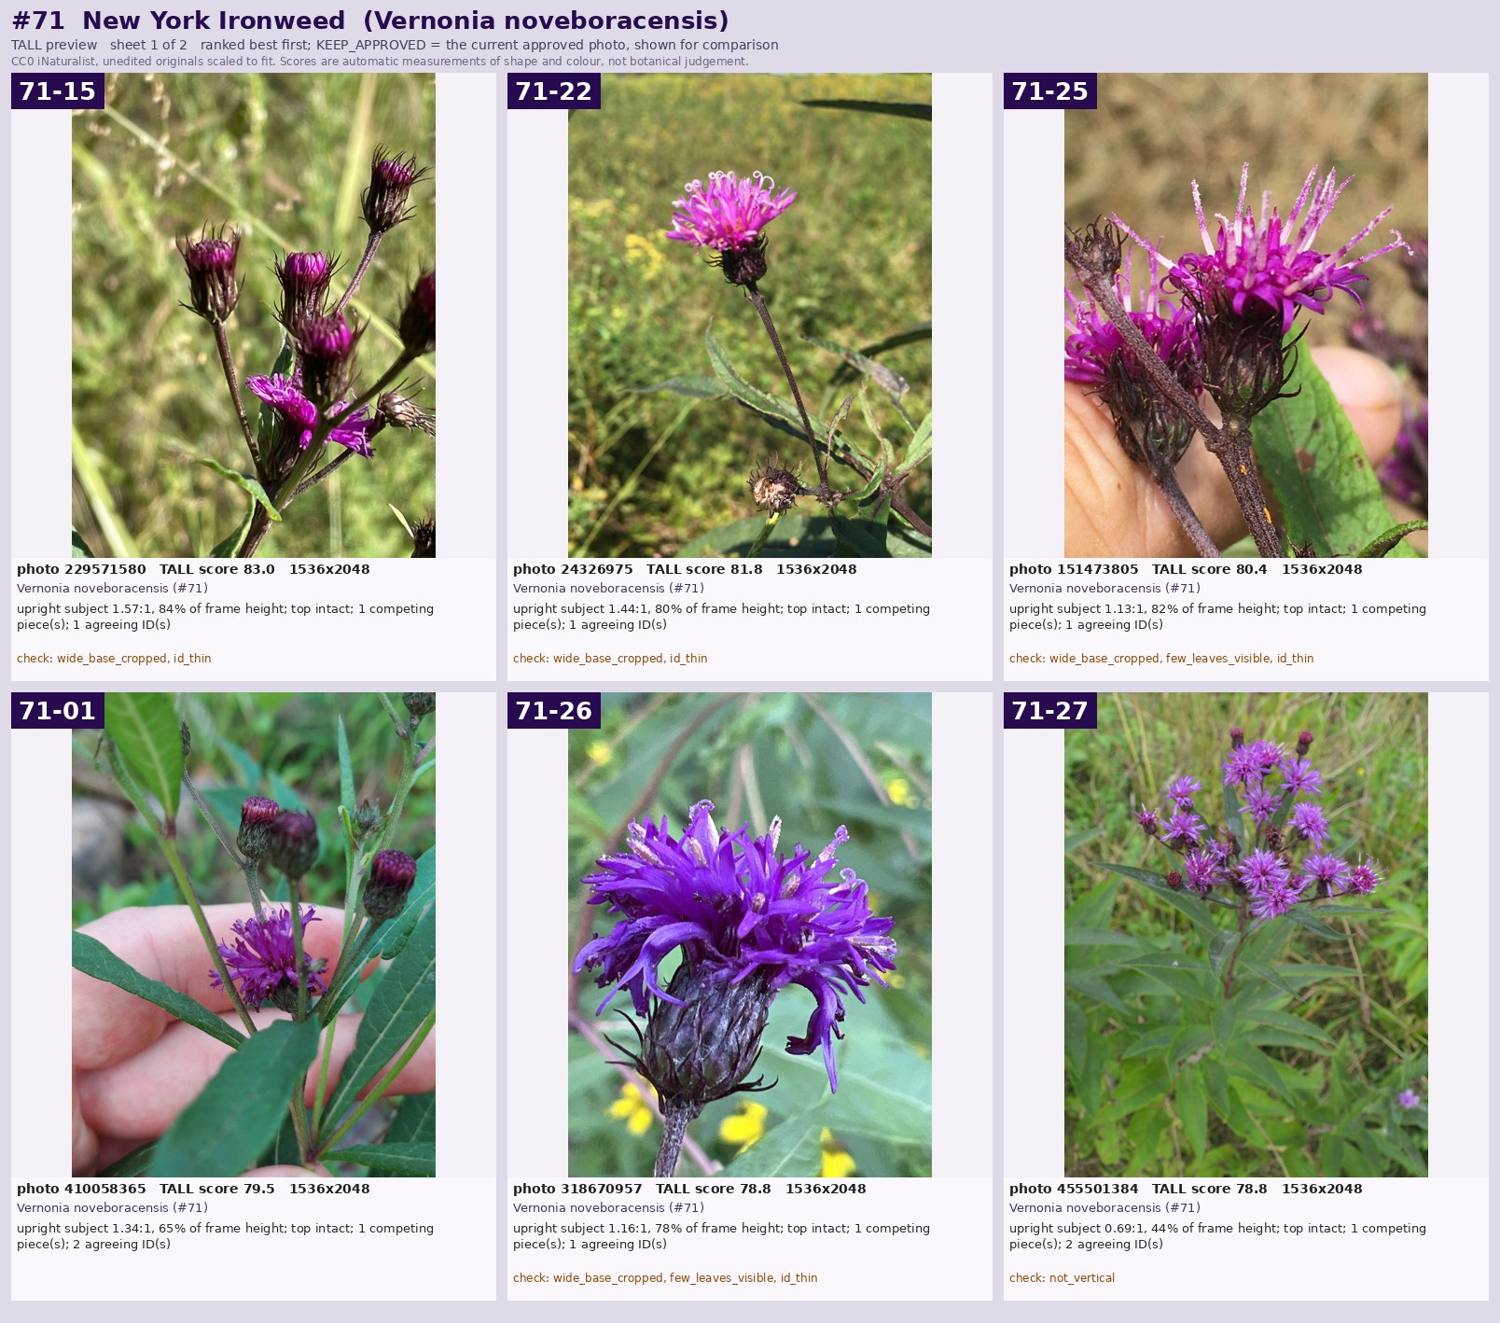 #71  New York Ironweed  (Vernonia noveboracensis)
TALL preview   sheet 1 of 2   ranked best first; KEEP_APPROVED = the current approved photo, shown for comparison
CC0 iNaturalist, unedited originals scaled to fit. Scores are automatic measurements of shape and colour, not botanical judgement.
71-15
photo 229571580   TALL score 83.0   1536x2048
Vernonia noveboracensis (#71)
upright subject 1.57:1, 84% of frame height; top intact; 1 competing
piece(s); 1 agreeing ID(s)
check: wide_base_cropped, id_thin
71-22
photo 24326975   TALL score 81.8   1536x2048
Vernonia noveboracensis (#71)
upright subject 1.44:1, 80% of frame height; top intact; 1 competing
piece(s); 1 agreeing ID(s)
check: wide_base_cropped, id_thin
71-25
photo 151473805   TALL score 80.4   1536x2048
Vernonia noveboracensis (#71)
upright subject 1.13:1, 82% of frame height; top intact; 1 competing
piece(s); 1 agreeing ID(s)
check: wide_base_cropped, few_leaves_visible, id_thin
71-01
photo 410058365   TALL score 79.5   1536x2048
Vernonia noveboracensis (#71)
upright subject 1.34:1, 65% of frame height; top intact; 1 competing
piece(s); 2 agreeing ID(s)
71-26
photo 318670957   TALL score 78.8   1536x2048
Vernonia noveboracensis (#71)
upright subject 1.16:1, 78% of frame height; top intact; 1 competing
piece(s); 1 agreeing ID(s)
check: wide_base_cropped, few_leaves_visible, id_thin
71-27
photo 455501384   TALL score 78.8   1536x2048
Vernonia noveboracensis (#71)
upright subject 0.69:1, 44% of frame height; top intact; 1 competing
piece(s); 2 agreeing ID(s)
check: not_vertical